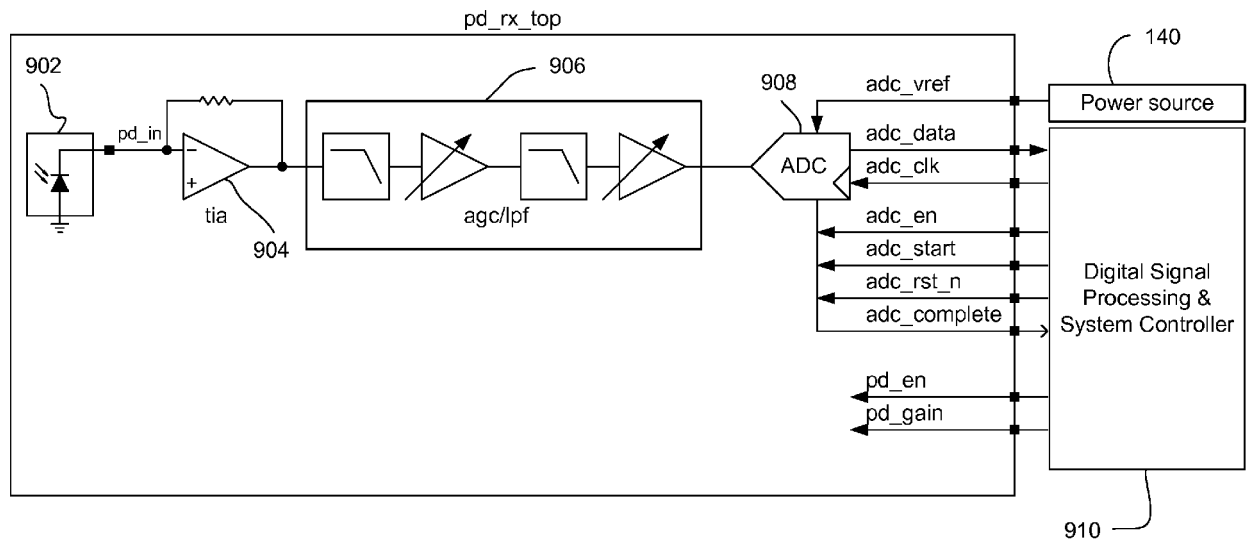 pd_rx_top
902
906
140
908
adc_vref
Power source
pd_in
adc_data
ADC
adc_clk
tia
agc/lpf
904
adc_en
adc_start
adc_rst_n
adc_complete
Digital Signal
Processing &
System Controller
pd_en
pd_gain
910
− 
+